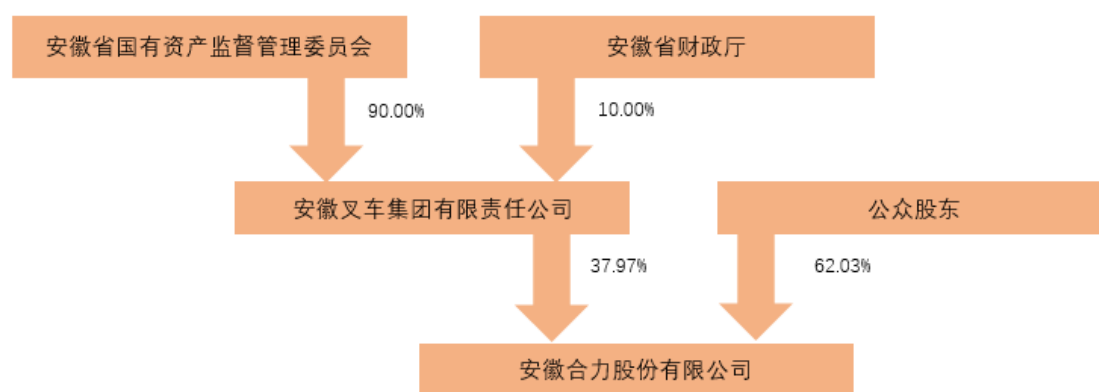 安徽省国有资产监督管理委员会
安徽省财政厅
90.00%
10.00%
安徽叉车集团有限责任公司
公众股东
37.97%
62.03%
安徽合力股份有限公司